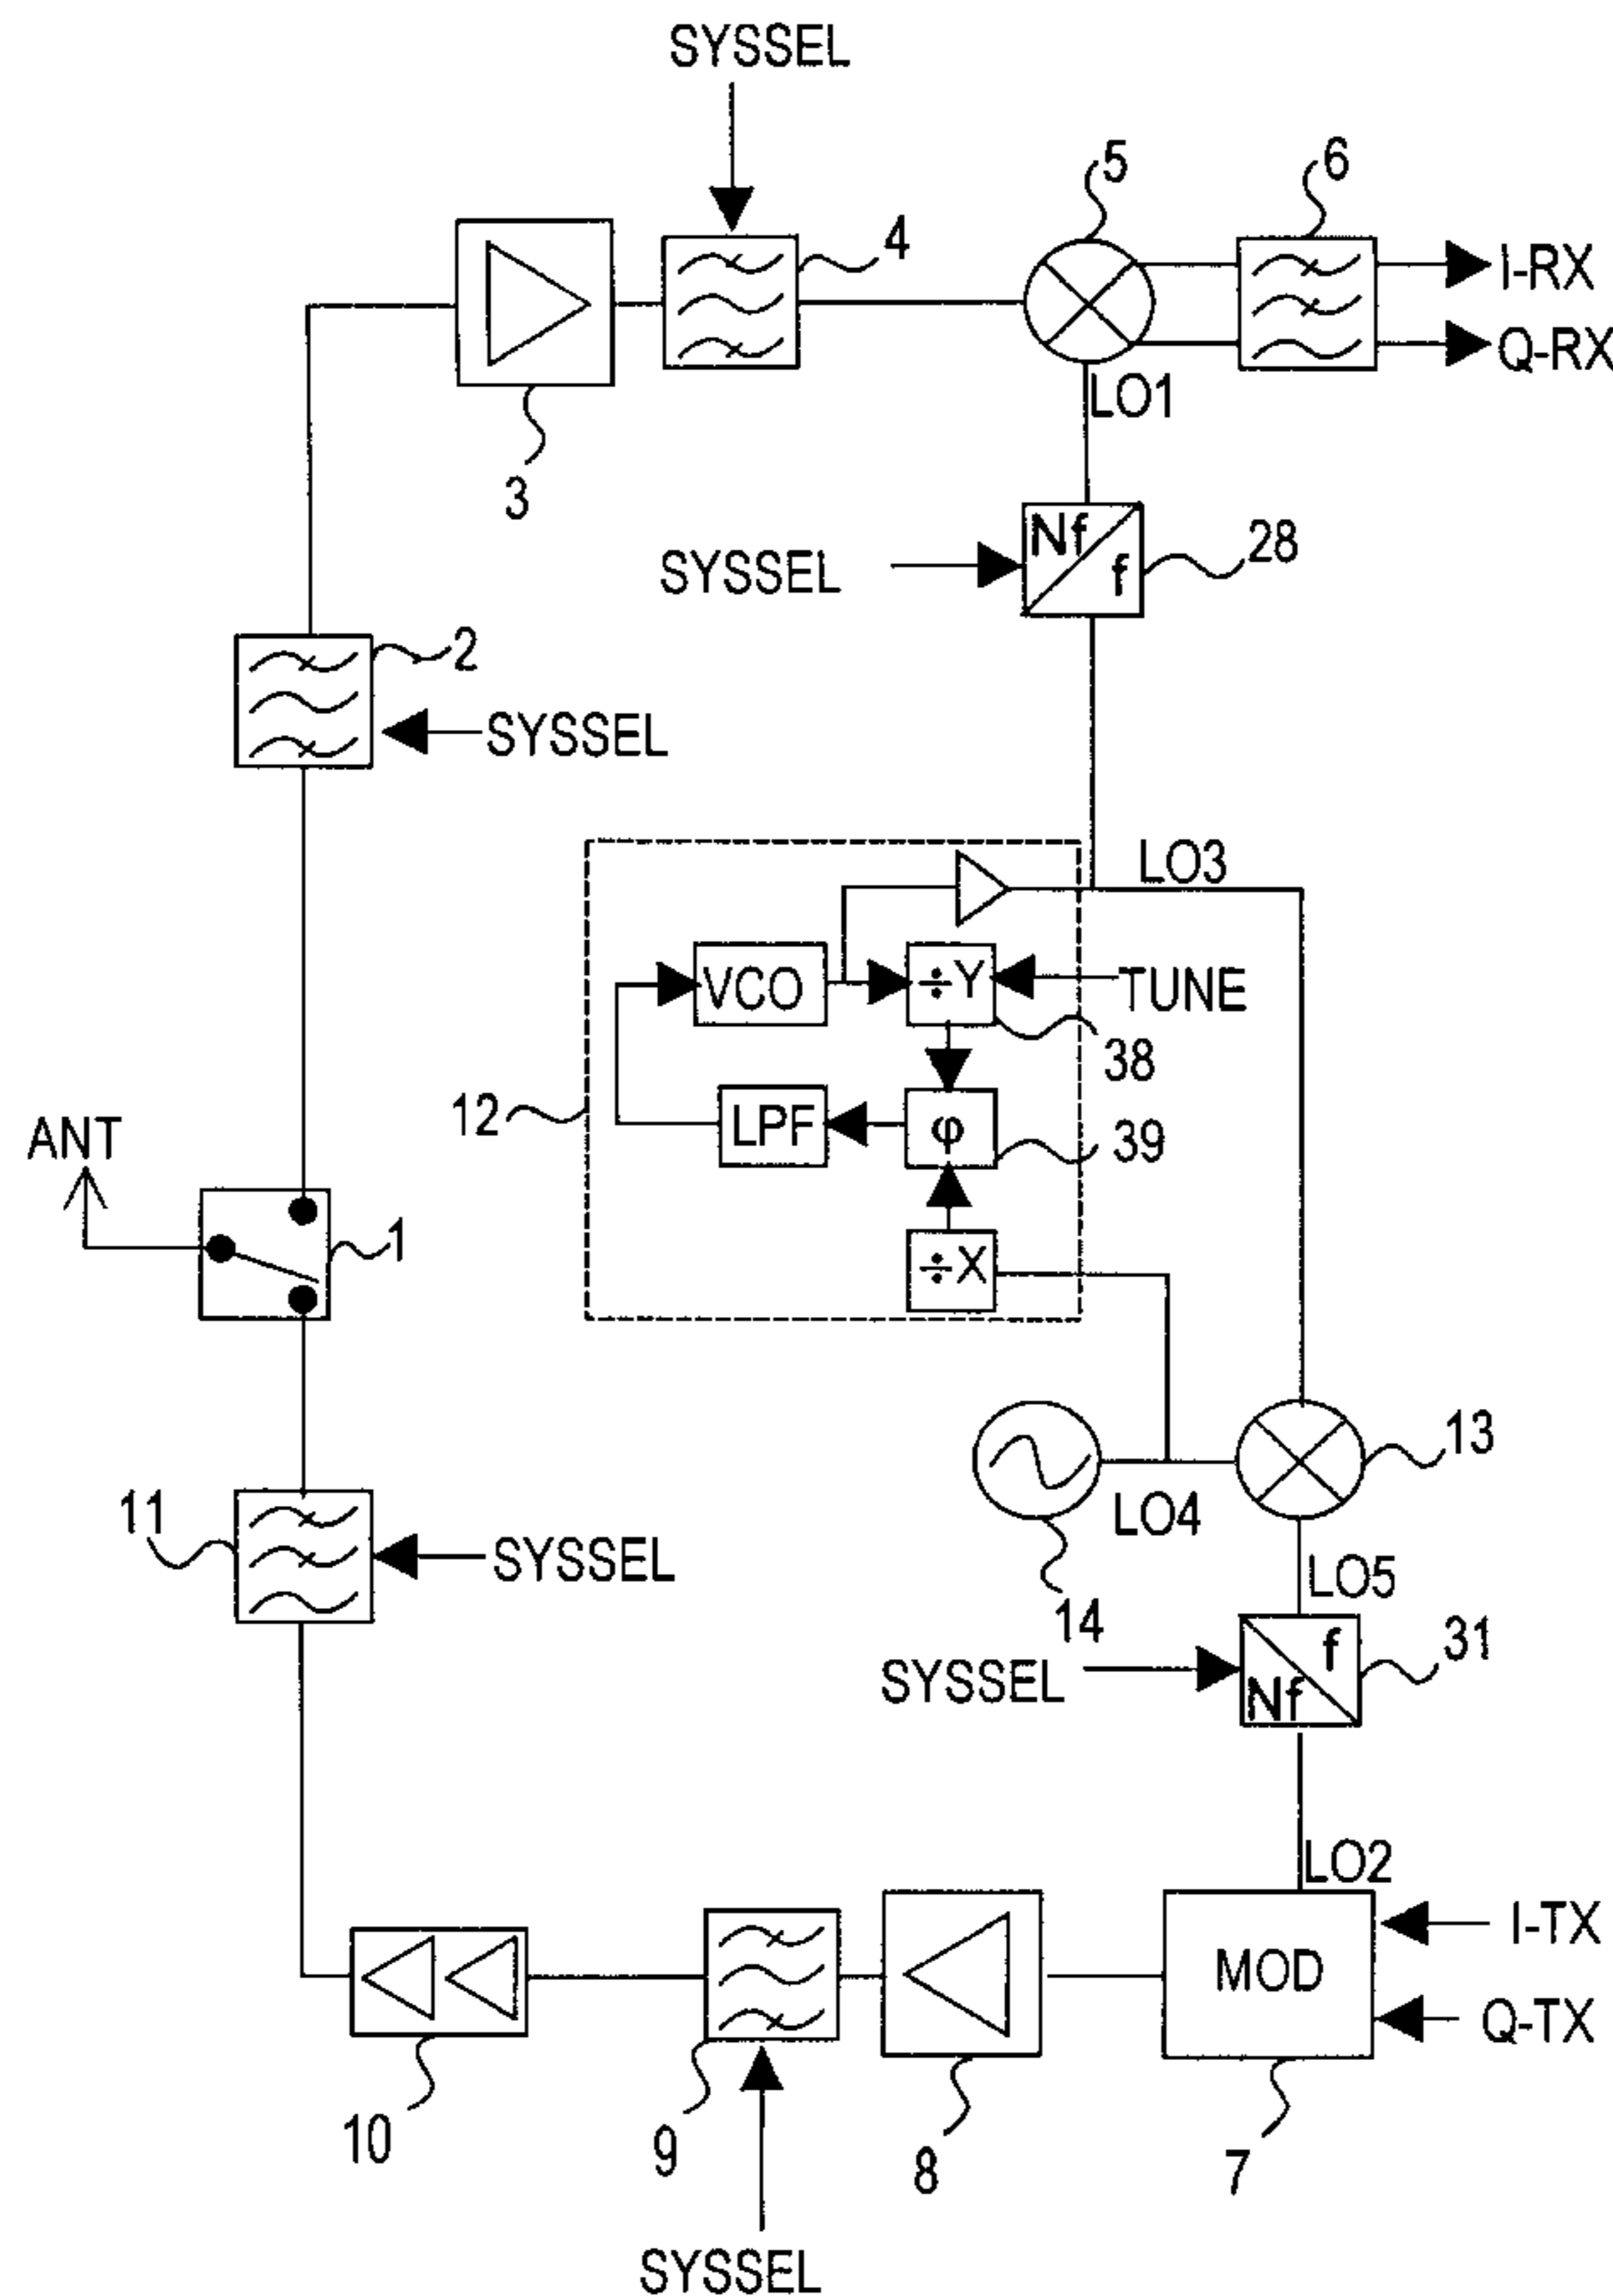 SYSSEL
5
6
4
I-RX
Q-RX
LO1
3
Nf
f
28
SYSSEL
2
SYSSEL
LO3
VCO
÷Y
TUNE
38
12
LPF
φ
39
ANT
1
÷X
13
LO4
11
SYSSEL
LO5
14
f
Nf
31
SYSSEL
LO2
I-TX
MOD
Q-TX
10
9
8
7
SYSSEL